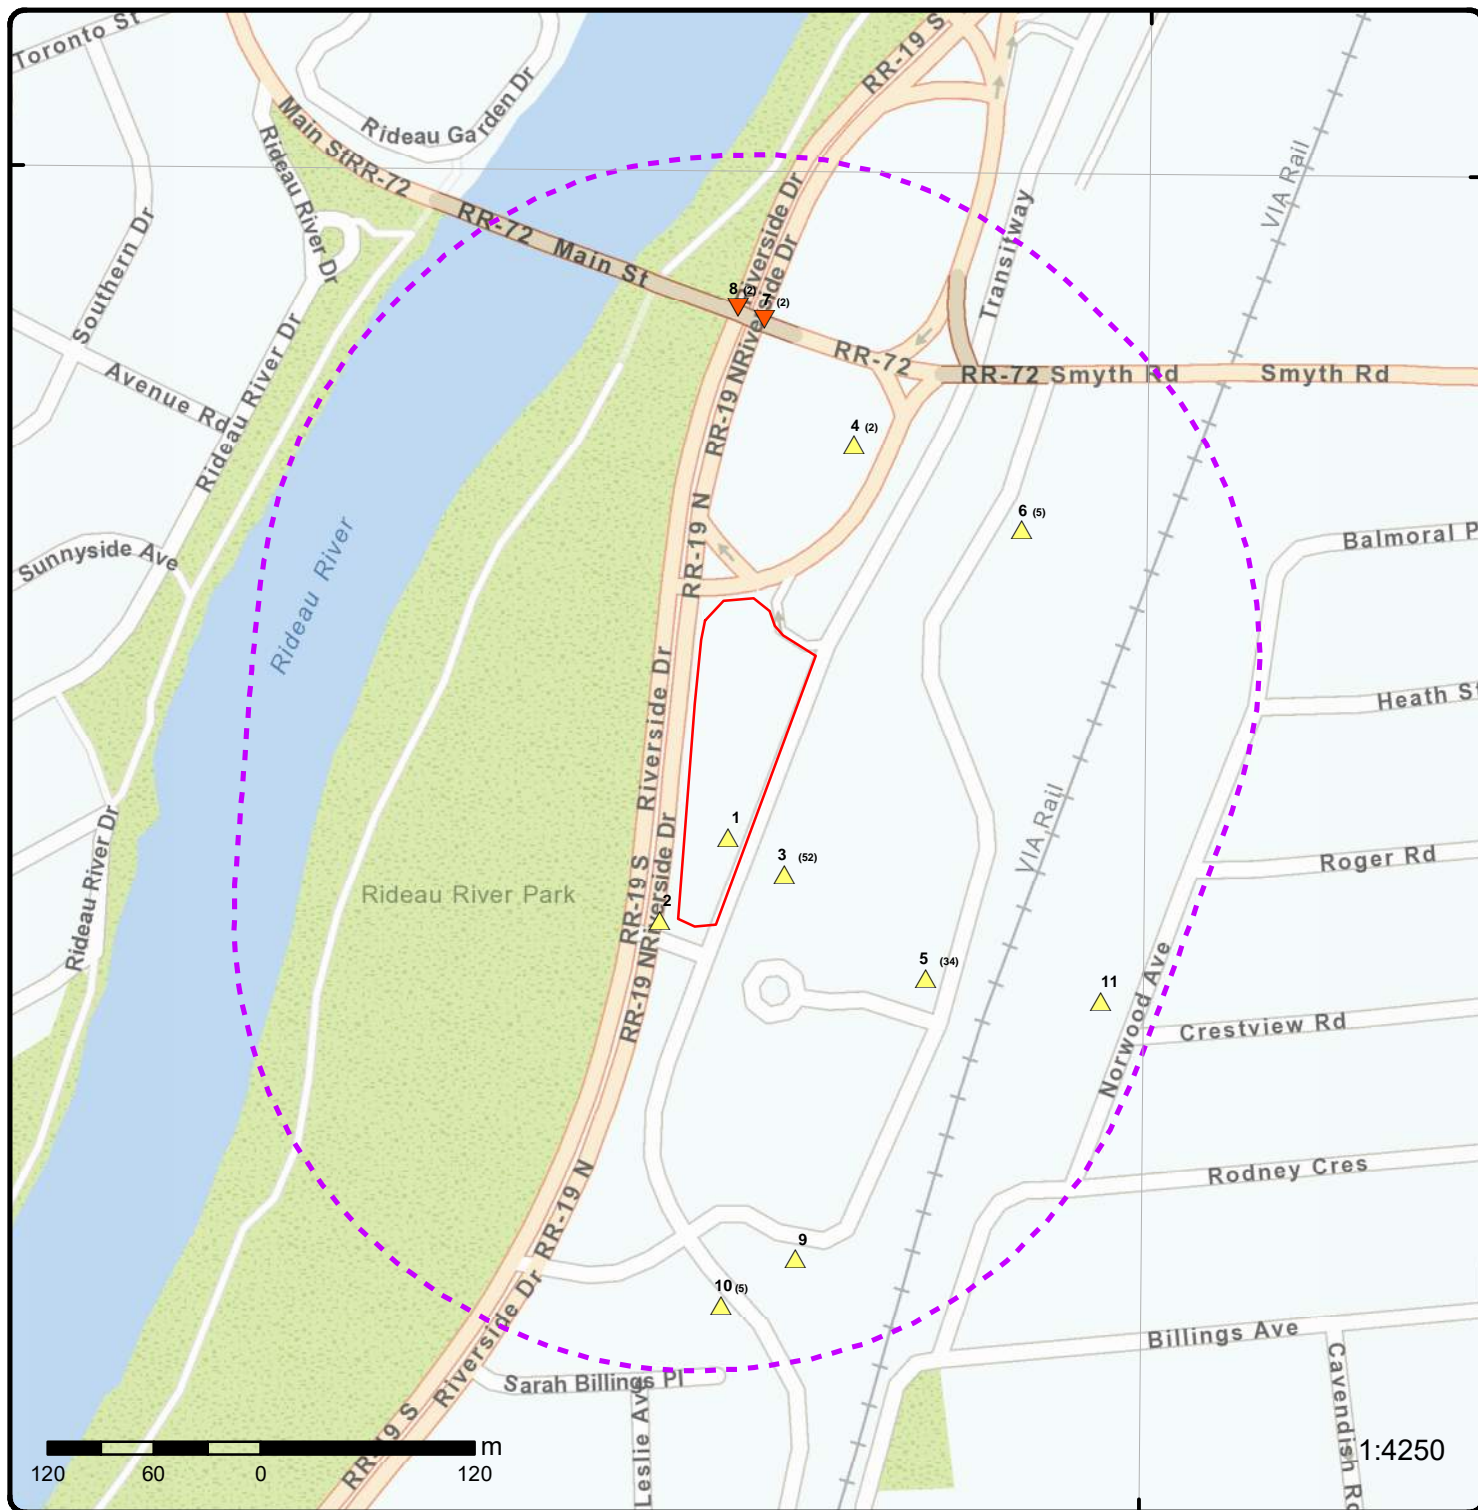 Toronto St
Main St
RR-72
Rideau Garden Dr
RR-19 S
Rideau River Dr
Southern Dr
RR-72
Main St
Riverside Dr
Riverside Dr
Transitway
VIA Rail
8 (2)
7 (2)
RR-72
RR-72
Smyth Rd
Smyth Rd
Avenue Rd
Rideau River Dr
RR-19 N
4 (2)
6 (5)
Balmoral P
Sunnyside Ave
Rideau River
RR-19 N
Riverside Dr
Heath St
1
3 (52)
VIA Rail
Roger Rd
Rideau River Park
Rideau River Dr
RR-19 S
Riverside Dr
2
RR-19 N
5 (34)
11
Norwood Ave
Crestview Rd
Rodney Cres
RR-19 N
9
10 (5)
Riverside Dr
Billings Ave
Sarah Billings Pl
Leslie Ave
Cavendish Rd
RR-19 S
m
120 60 0 120
1:4250